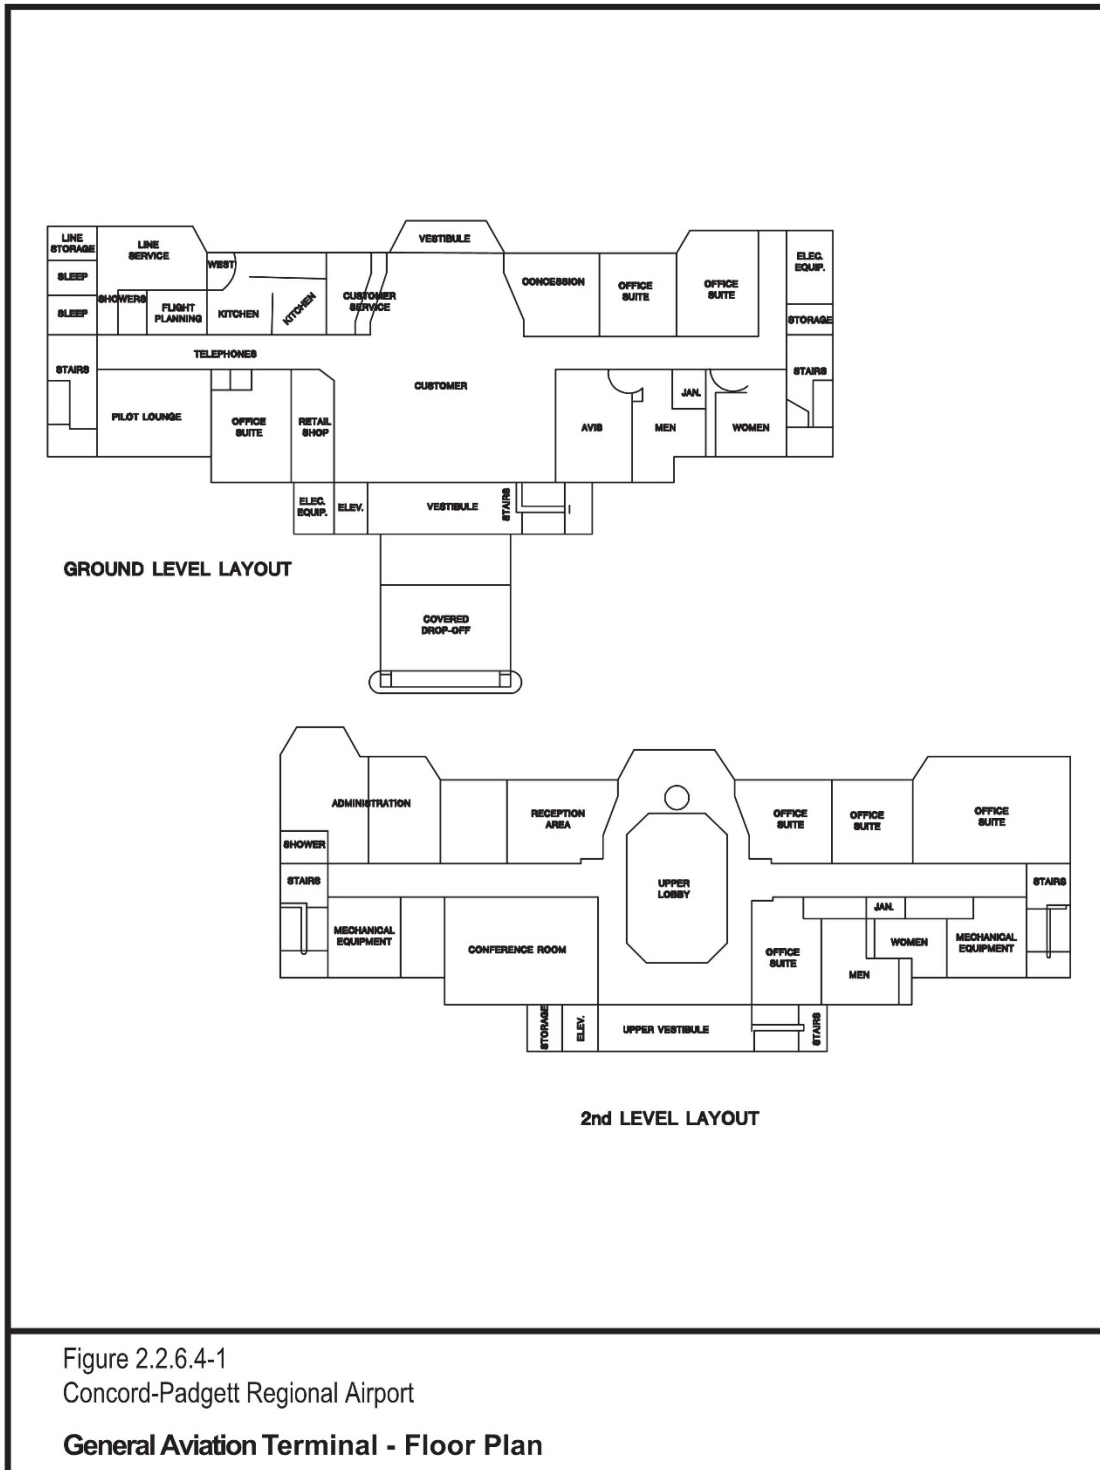 VESTIBULE
LINE
STORAGE
LINE
SERVICE
WEST
SLEEP
SLEEP
SHOWERS
FLIGHT
PLANNING
KITCHEN
KITCHEN
CUSTOMER
SERVICE
CONCESSION
OFFICE
SUITE
OFFICE
SUITE
ELEC.
EQUIP.
STORAGE
TELEPHONES
STAIRS
CUSTOMER
STAIRS
PILOT LOUNGE
OFFICE
SUITE
RETAIL
SHOP
AVIS
MEN
JAN.
WOMEN
ELEC.
EQUIP.
ELEV.
VESTIBULE
STAIRS
GROUND LEVEL LAYOUT
COVERED
DROP-OFF
ADMINISTRATION
RECEPTION
AREA
OFFICE
SUITE
OFFICE
SUITE
OFFICE
SUITE
SHOWER
STAIRS
UPPER
LOBBY
STAIRS
MECHANICAL
EQUIPMENT
CONFERENCE ROOM
OFFICE
SUITE
JAN.
WOMEN
MEN
MECHANICAL
EQUIPMENT
STORAGE
ELEV.
UPPER VESTIBULE
STAIRS
2nd LEVEL LAYOUT
Figure 2.2.6.4-1
Concord-Padgett Regional Airport
General Aviation Terminal - Floor Plan